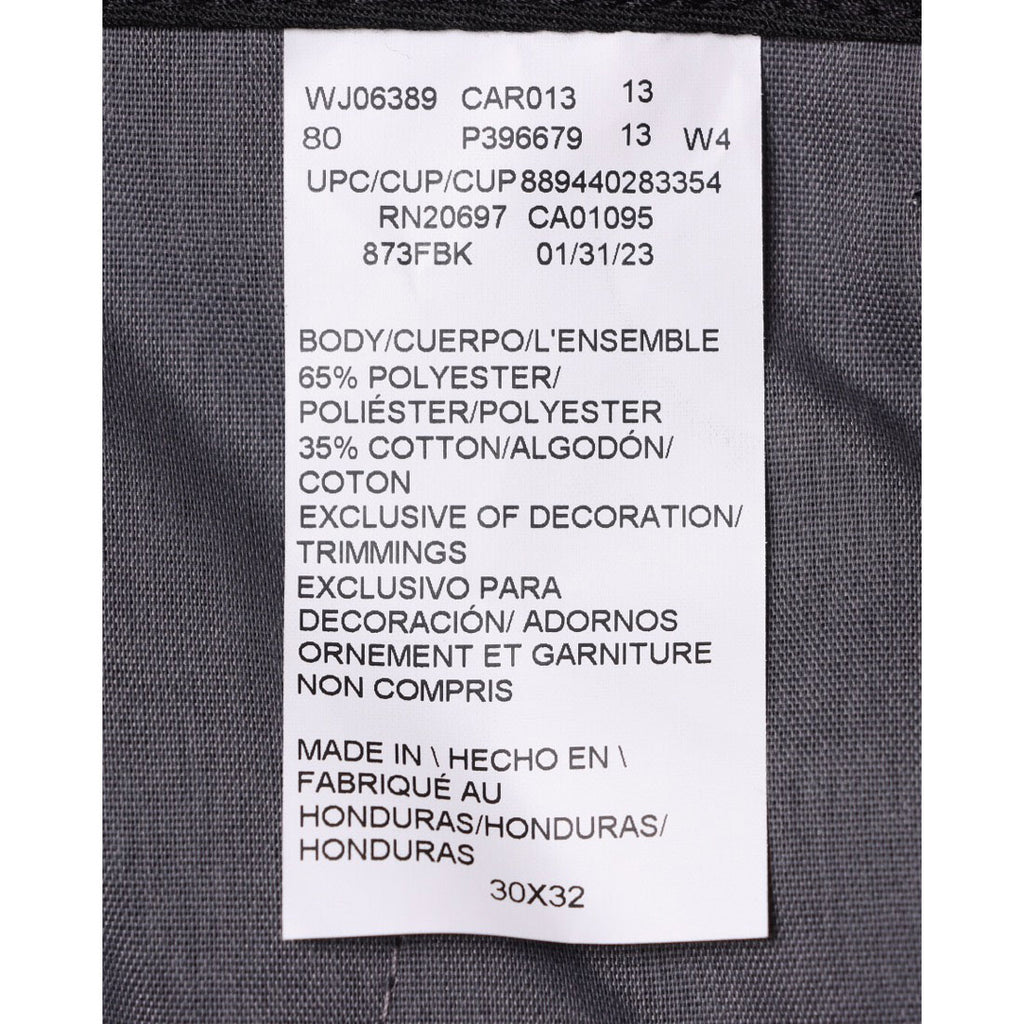 WJ06389 CAR013 13
80 P396679 13 W4
UPC/CUP/CUP889440283354
RN20697 CA01095
873FBK 01/31/23
BODY/CUERPO/L'ENSEMBLE
65% POLYESTER/
POLIÉSTER/POLYESTER
35% COTTON/ALGODÓN/
COTON
EXCLUSIVE OF DECORATION/
TRIMMINGS
EXCLUSIVO PARA
DECORACIÓN/ ADORNOS
ORNEMENT ET GARNITURE
NON COMPRIS
MADE IN \ HECHO EN \
FABRIQUÉ AU
HONDURAS/HONDURAS/
HONDURAS
30X32